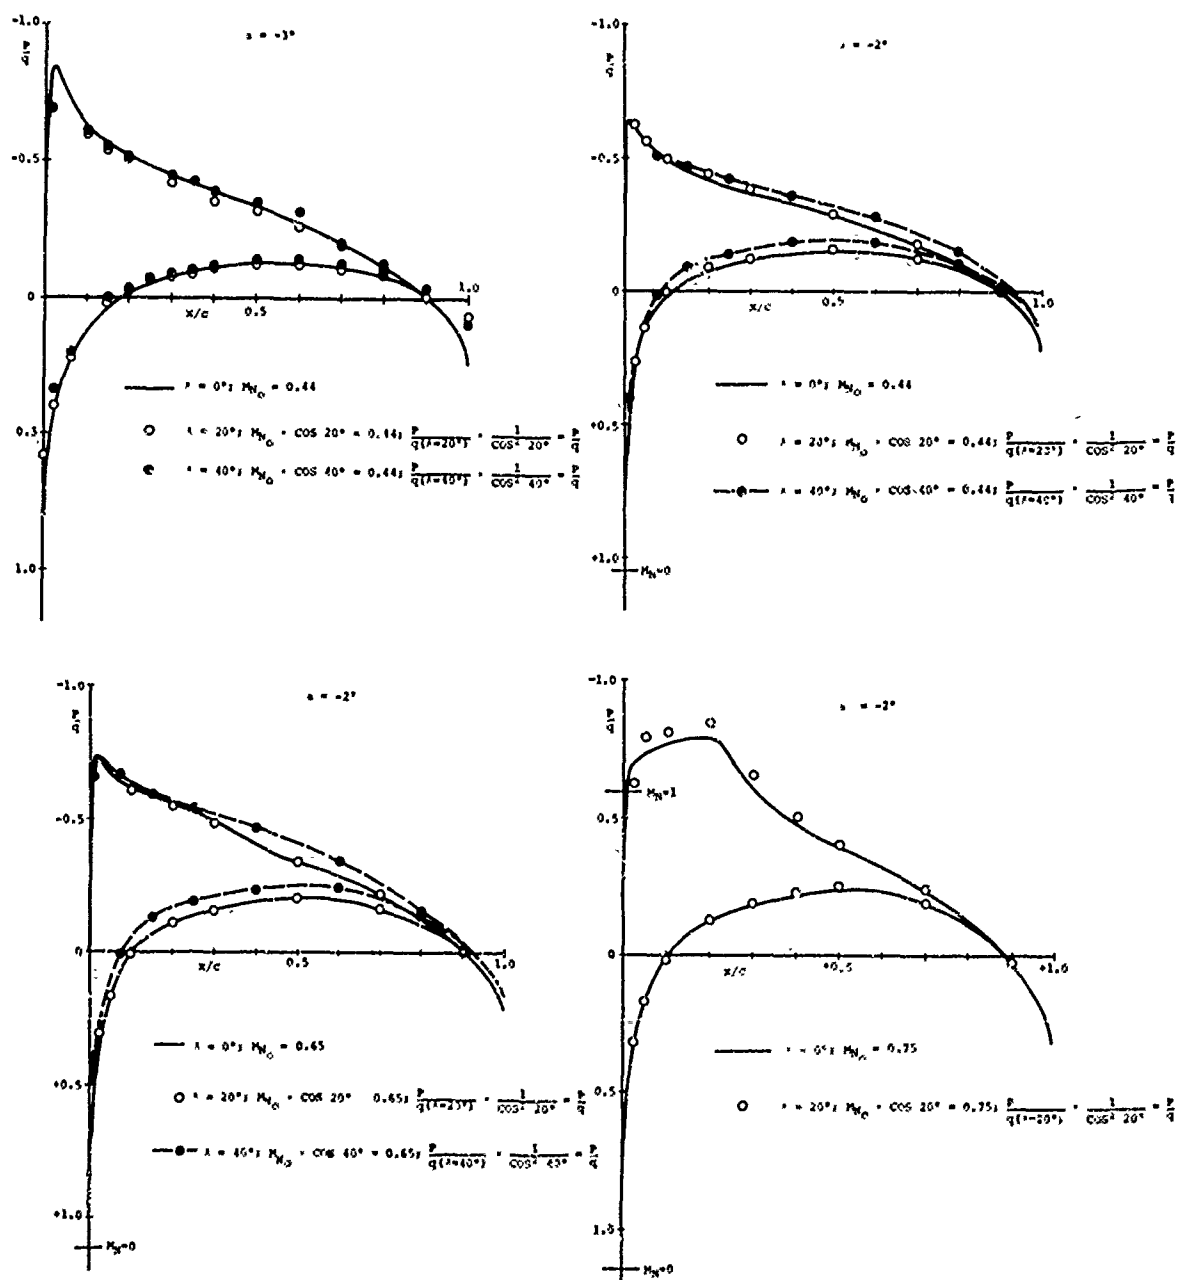 -1.0
= -3°
-0.5
0
x/c
0.5
1.0
= 0°; M_N₀ = 0.44
= 20°; M_N₀ · COS 20° = 0.44; p/q(λ=20°) · 1/COS² 20° = p/q
= 40°; M_N₀ · COS 40° = 0.44; p/q(λ=40°) · 1/COS² 40° = p/q
1.0
-1.0
= -2°
-0.5
0
x/c
0.5
1.0
λ = 0°; M_N₀ = 0.44
λ = 20°; M_N₀ · COS 20° = 0.44; p/q(λ=20°) · 1/COS² 20° = p/q
λ = 40°; M_N₀ · COS 40° = 0.44; p/q(λ=40°) · 1/COS² 40° = p/q
+1.0
M_N=0
-1.0
= -2°
-0.5
0
x/c
0.5
1.0
λ = 0°; M_N₀ = 0.65
+0.5
λ = 20°; M_N₀ · COS 20° 0.65; p/q(λ=20°) · 1/COS² 20° = p/q
λ = 40°; M_N₀ · COS 40° = 0.65; p/q(λ=40°) · 1/COS² 40° = p/q
+1.0
M_N=0
-1.0
= -2°
M_N=1
0.5
0
x/c
+0.5
+1.0
= 0°; M_N₀ = 0.75
0.5
= 20°; M_N₀ · COS 20° = 0.75; p/q(λ=20°) · 1/COS² 20° = p/q
1.0
M_N=0